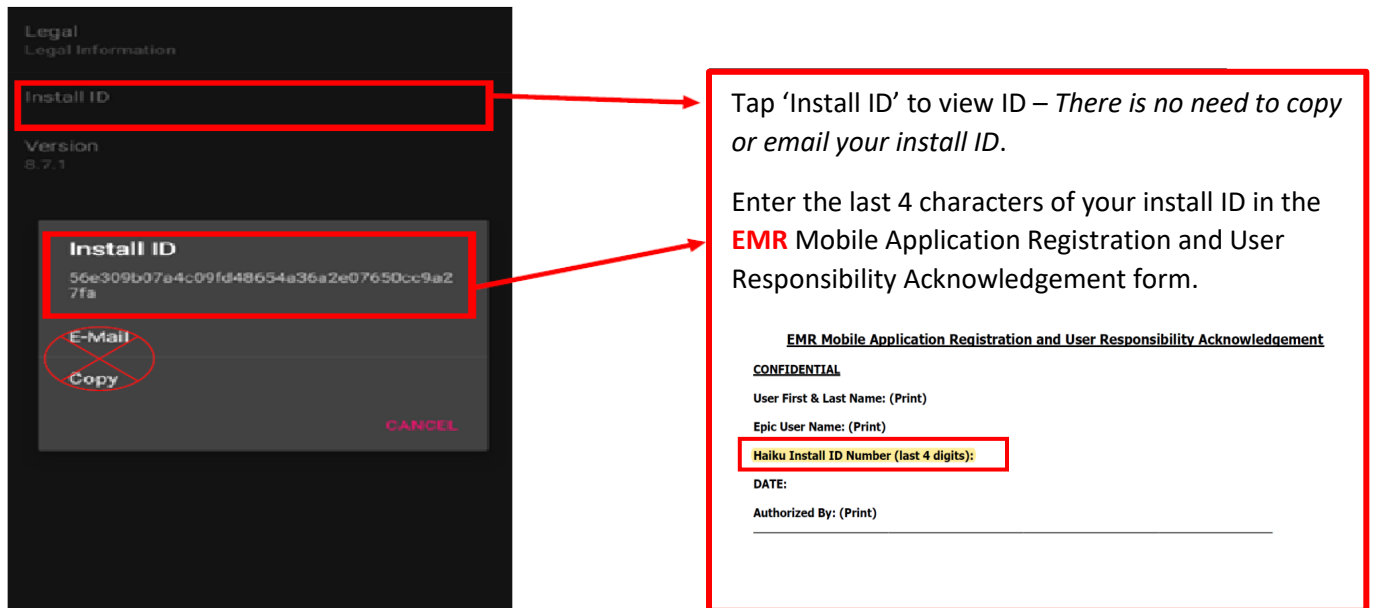 Legal
Legal Information
Install ID
Version
8.7.1
Install ID
56e309b07a4c09fd48654a36a2e07650cc9a2
7fa
E-Mail
Copy
CANCEL
Tap ‘Install ID’ to view ID – There is no need to copy
or email your install ID.
Enter the last 4 characters of your install ID in the
EMR Mobile Application Registration and User
Responsibility Acknowledgement form.
EMR Mobile Application Registration and User Responsibility Acknowledgement
CONFIDENTIAL
User First & Last Name: (Print)
Epic User Name: (Print)
Haiku Install ID Number (last 4 digits):
DATE:
Authorized By: (Print)